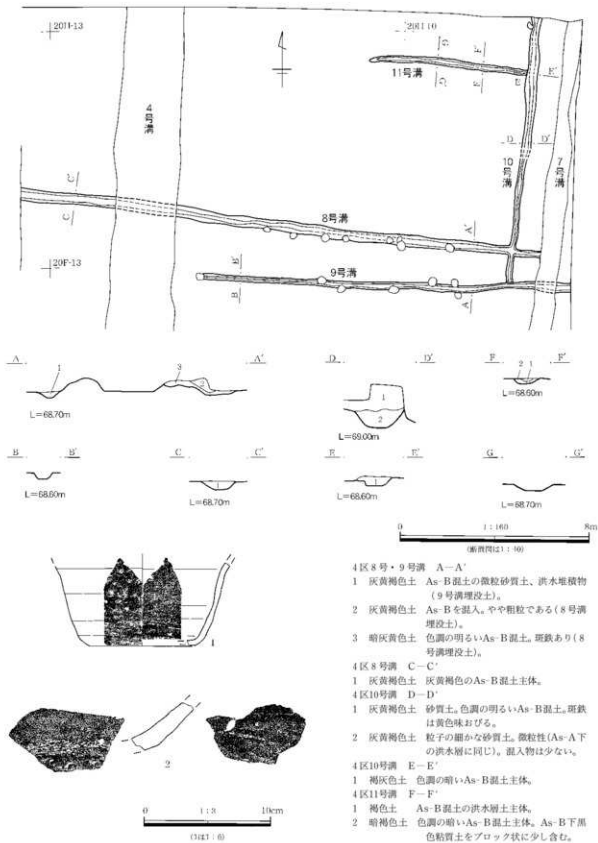 20H-13
20H10
4号溝
11号溝
10号溝
7号溝
8号溝
9号溝
20F-13
A
A'
B
B'
C
C'
D
D'
E
E'
F
F'
G
G'
1
3
2
L=68.70m
L=69.00m
L=68.60m
L=68.60m
L=68.70m
L=68.60m
L=68.70m
0
1:160
8m
1
2
0
1:3
10cm
(1は1:6)
4区8号・9号溝 A-A'
1 灰黄褐色土 As-B混土の微粒砂質土、洪水堆積物
(9号溝埋没土)。
2 灰黄褐色土 As-Bを混入。やや粗粒である(8号溝
埋没土)。
3 暗灰黄色土 色調の明るいAs-B混土。斑鉄あり(8
号溝埋没土)。
4区8号溝 C-C'
1 灰黄褐色土 灰黄褐色のAs-B混土主体。
4区10号溝 D-D'
1 灰黄褐色土 砂質土。色調の明るいAs-B混土。斑鉄
は黄色味おびる。
2 灰黄褐色土 粒子の細かな砂質土。微粒性(As-A下
の洪水層に同じ)。混入物は少ない。
4区10号溝 E-E'
1 褐灰色土 色調の暗いAs-B混土主体。
4区11号溝 F-F'
1 褐色土 As-B混土の洪水層土主体。
2 暗褐色土 色調の暗いAs-B混土主体。As-B下黒
色粘質土をブロック状に少し含む。